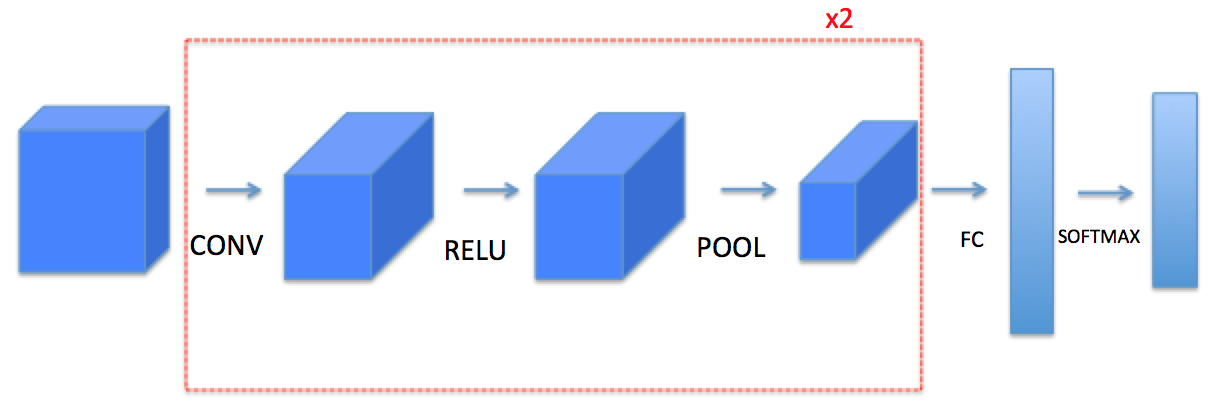 x2
CONV
RELU
POOL
FC
SOFTMAX